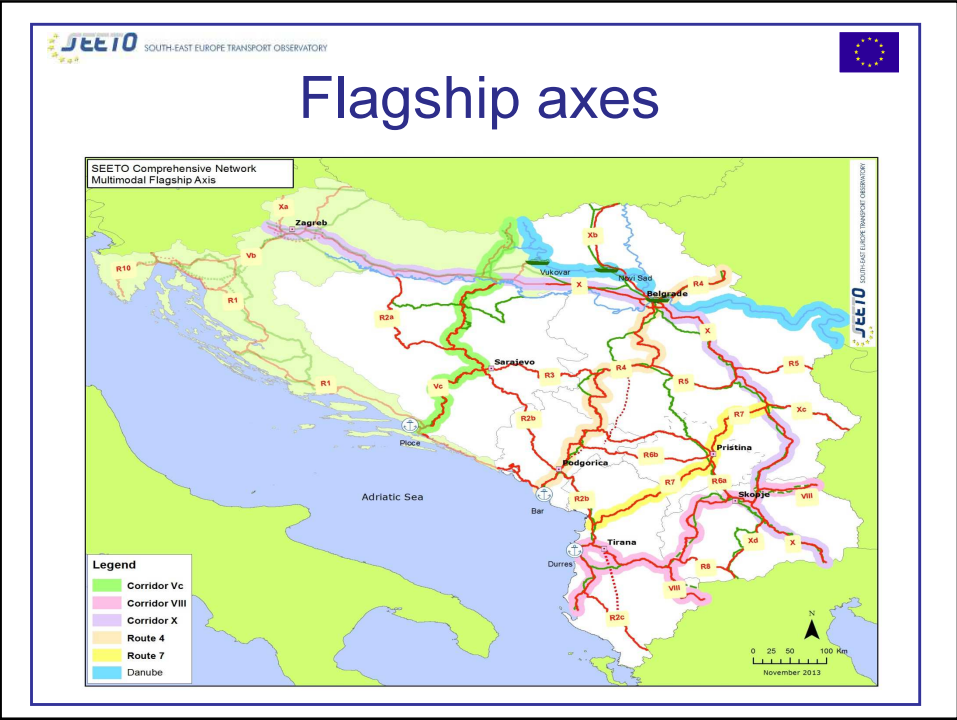 SEETO SOUTH-EAST EUROPE TRANSPORT OBSERVATORY
Flagship axes
SEETO Comprehensive Network
Multimodal Flagship Axis
SEETO SOUTH-EAST EUROPE TRANSPORT OBSERVATORY
Xa
Zagreb
Xb
Vb
R10
Vukovar
Novi Sad
X
R4
Belgrade
R1
R2a
X
Sarajevo
R3
R4
R5
R5
R1
Vc
R2b
R7
Xc
Ploce
Pristina
R6b
Podgorica
R7
R6a
Adriatic Sea
Bar
R2b
Skopje
VIII
Tirana
Xd
X
Durres
R8
VIII
R2c
Legend
Corridor Vc
Corridor VIII
Corridor X
Route 4
Route 7
Danube
N
0 25 50 100 Km
November 2013